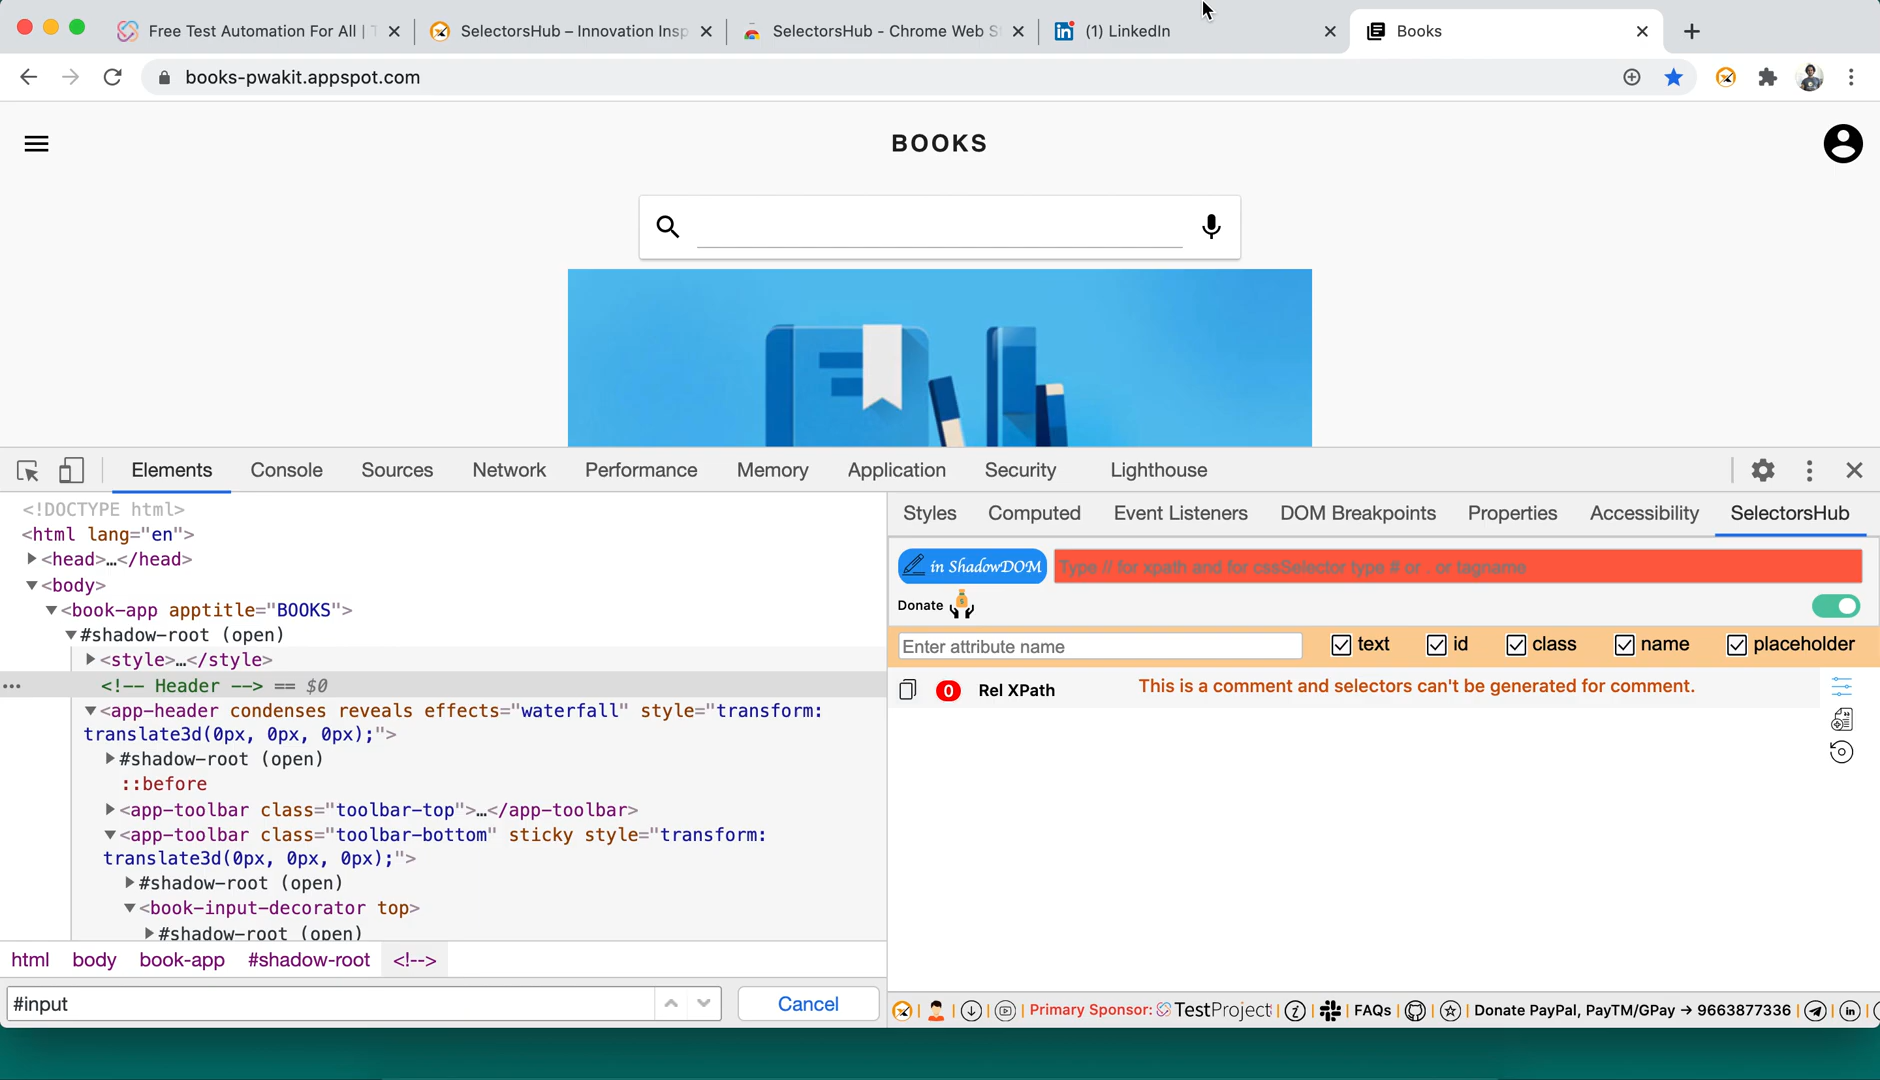 Free Test Automation For All | T
SelectorsHub – Innovation Insp
SelectorsHub - Chrome Web S
(1) LinkedIn
Books
books-pwakit.appspot.com
BOOKS
Elements
Console
Sources
Network
Performance
Memory
Application
Security
Lighthouse
<!DOCTYPE html>
<html lang="en">
<head>…</head>
<body>
<book-app apptitle="BOOKS">
#shadow-root (open)
<style>…</style>
<!-- Header --> == $0
<app-header condenses reveals effects="waterfall" style="transform:
translate3d(0px, 0px, 0px);">
#shadow-root (open)
::before
<app-toolbar class="toolbar-top">…</app-toolbar>
<app-toolbar class="toolbar-bottom" sticky style="transform:
translate3d(0px, 0px, 0px);">
#shadow-root (open)
<book-input-decorator top>
#shadow-root (open)
html body book-app #shadow-root <!-->
#input
Cancel
Styles
Computed
Event Listeners
DOM Breakpoints
Properties
Accessibility
SelectorsHub
in ShadowDOM
Type // for xpath and for cssSelector type # or . or tagname
Donate
Enter attribute name
text
id
class
name
placeholder
0
Rel XPath
This is a comment and selectors can't be generated for comment.
Primary Sponsor: TestProject
FAQs
Donate PayPal, PayTM/GPay → 9663877336